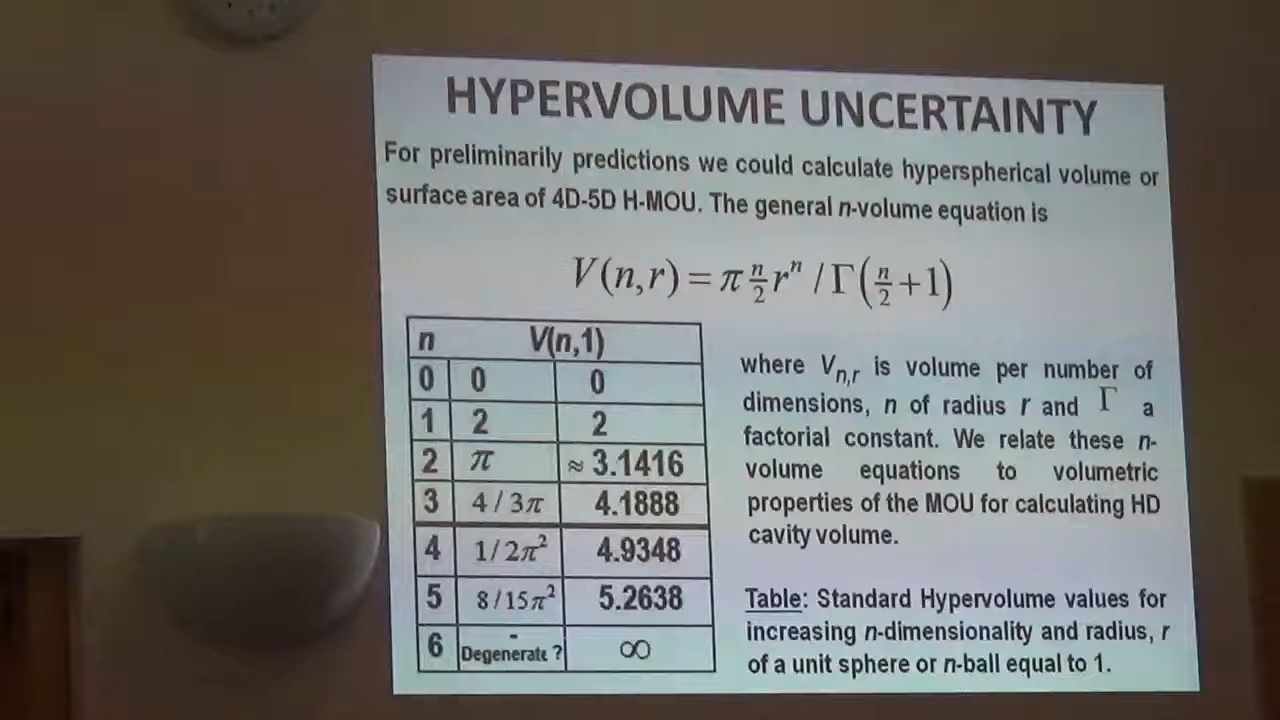 HYPERVOLUME UNCERTAINTY
For preliminarily predictions we could calculate hyperspherical volume or
surface area of 4D-5D H-MOU. The general n-volume equation is
V(n,r) = π n/2 rⁿ / Γ(n/2 + 1)
n V(n,1)
0 0 0
1 2 2
2 π ≈ 3.1416
3 4/3π 4.1888
4 1/2π² 4.9348
5 8/15π² 5.2638
6 - Degenerate ? ∞
where Vn,r is volume per number of
dimensions, n of radius r and Γ a
factorial constant. We relate these n-
volume equations to volumetric
properties of the MOU for calculating HD
cavity volume.
Table: Standard Hypervolume values for
increasing n-dimensionality and radius, r
of a unit sphere or n-ball equal to 1.